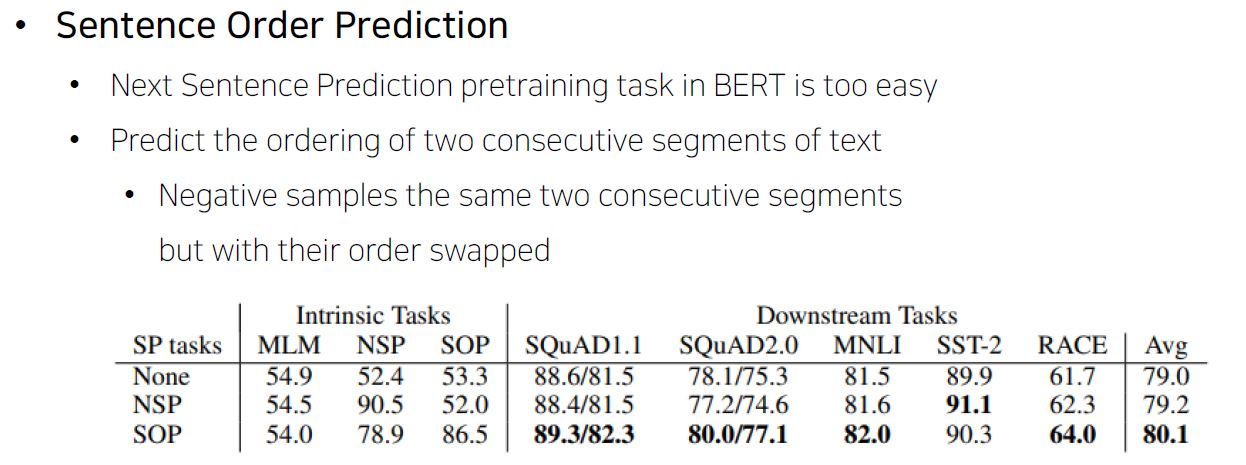 • Sentence Order Prediction
• Next Sentence Prediction pretraining task in BERT is too easy
• Predict the ordering of two consecutive segments of text
• Negative samples the same two consecutive segments
but with their order swapped
Intrinsic Tasks Downstream Tasks
SP tasks MLM NSP SOP SQuAD1.1 SQuAD2.0 MNLI SST-2 RACE Avg
None 54.9 52.4 53.3 88.6/81.5 78.1/75.3 81.5 89.9 61.7 79.0
NSP 54.5 90.5 52.0 88.4/81.5 77.2/74.6 81.6 91.1 62.3 79.2
SOP 54.0 78.9 86.5 89.3/82.3 80.0/77.1 82.0 90.3 64.0 80.1